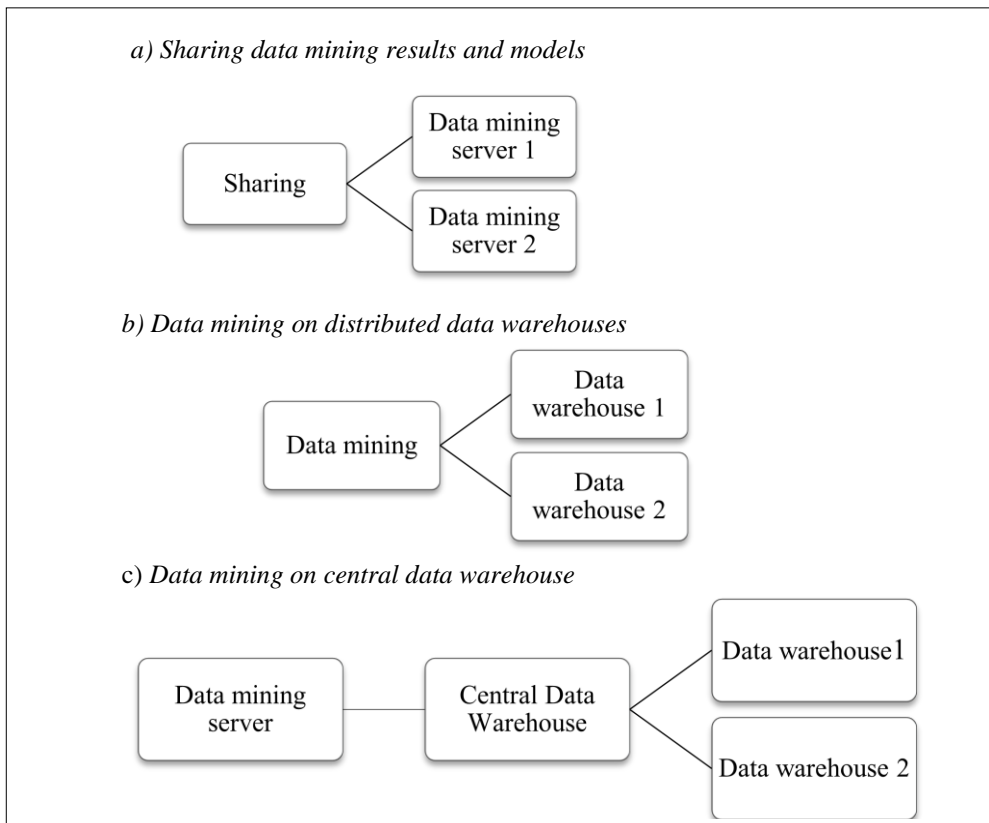 a) Sharing data mining results and models
Data mining
server 1
Sharing
Data mining
server 2
b) Data mining on distributed data warehouses
Data
warehouse 1
Data mining
Data
warehouse 2
c) Data mining on central data warehouse
Data warehouse1
Data mining
server
Central Data
Warehouse
Data warehouse 2